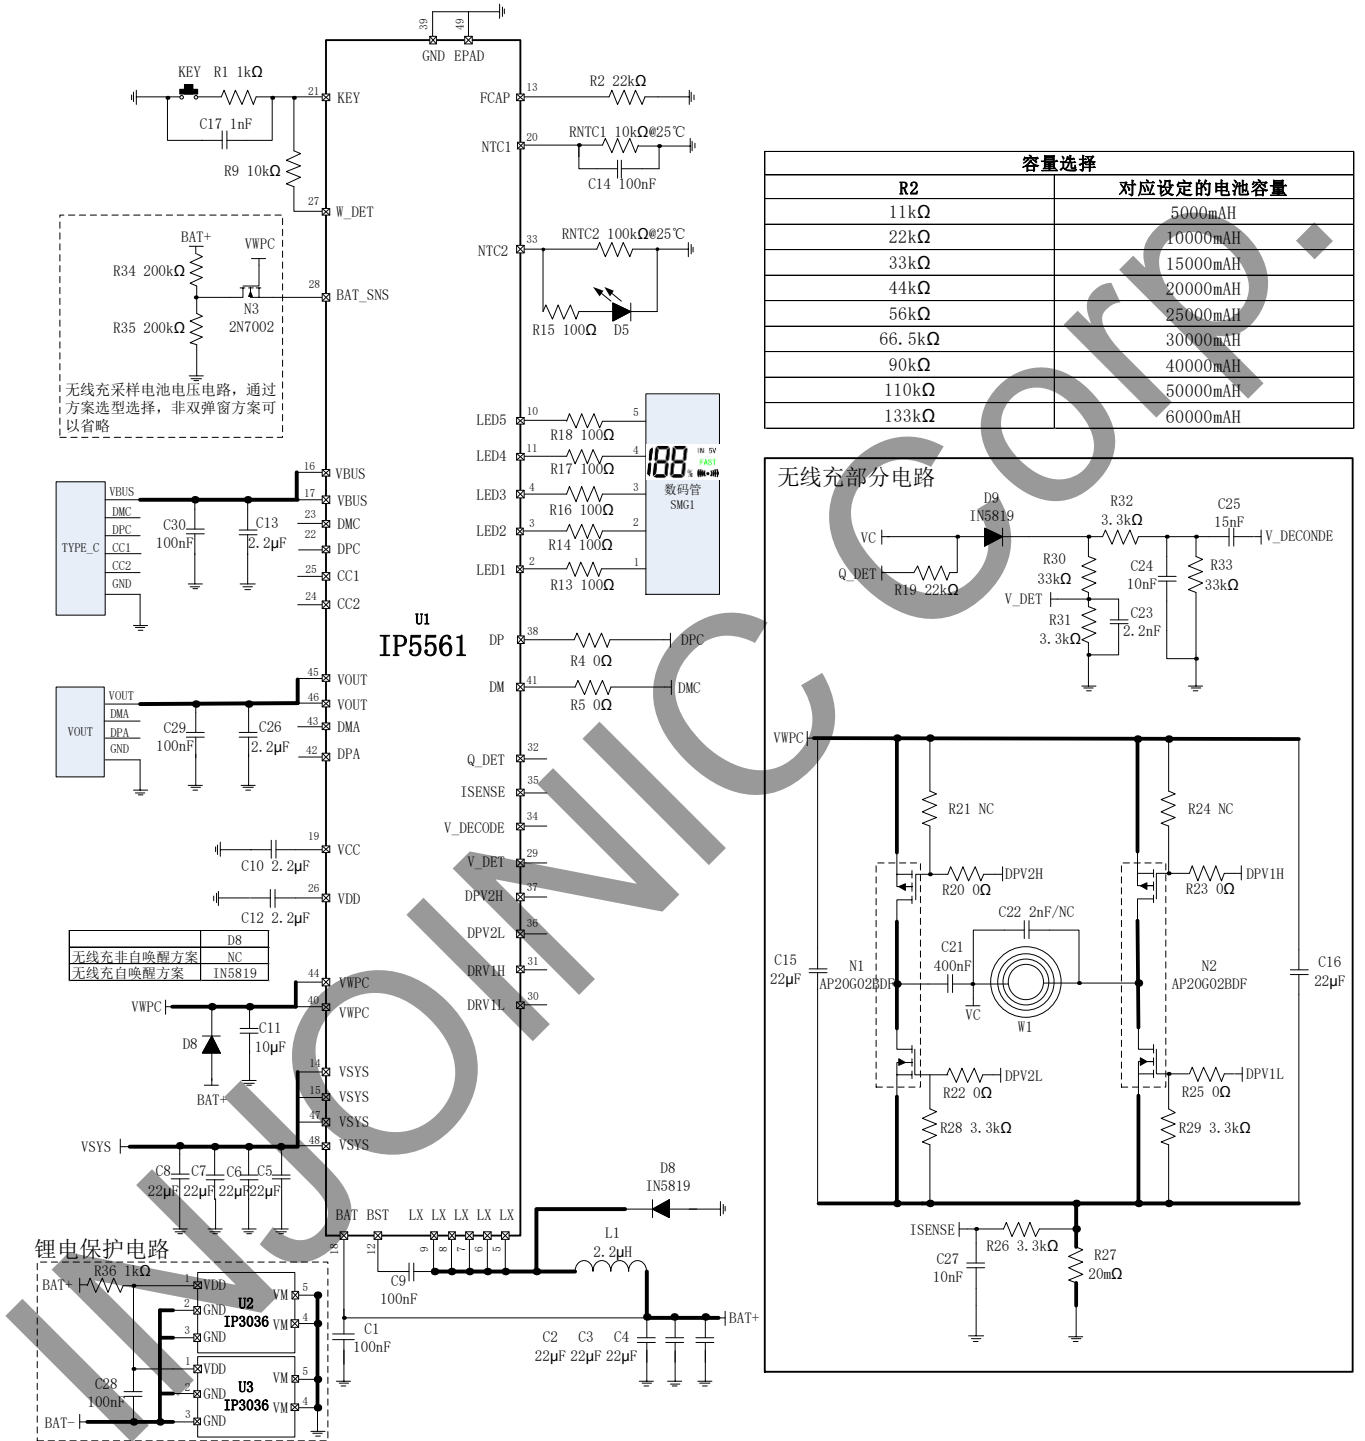 39
49
GND EPAD
KEY R1 1kΩ
21
KEY
C17 1nF
R9 10kΩ
27
W_DET
BAT+
VWPC
R34 200kΩ
28
BAT_SNS
N3
2N7002
R35 200kΩ
无线充采样电池电压电路，通过
方案选型选择，非双弹窗方案可
以省略
16
VBUS
17
VBUS
23
DMC
22
DPC
25
CC1
24
CC2
TYPE_C
VBUS
DMC
DPC
CC1
CC2
GND
C30
100nF
C13
2.2μF
U1
IP5561
45
VOUT
46
VOUT
43
DMA
42
DPA
VOUT
VOUT
DMA
DPA
GND
C29
100nF
C26
2.2μF
19
VCC
C10 2.2μF
26
VDD
C12 2.2μF
D8
无线充非自唤醒方案 NC
无线充自唤醒方案 IN5819
44
VWPC
40
VWPC
VWPC
C11
10μF
D8
BAT+
14
VSYS
15
VSYS
47
VSYS
48
VSYS
VSYS
C8 C7 C6 C5
22μF 22μF 22μF 22μF
13
FCAP
R2 22kΩ
20
NTC1
RNTC1 10kΩ@25℃
C14 100nF
33
NTC2
RNTC2 100kΩ@25℃
R15 100Ω D5
10
LED5
R18 100Ω
5
11
LED4
R17 100Ω
4
4
LED3
R16 100Ω
3
3
LED2
R14 100Ω
2
2
LED1
R13 100Ω
1
188
%
IN 5V
FAST
数码管
SMG1
38
DP
R4 0Ω
DPC
41
DM
R5 0Ω
DMC
32
Q_DET
35
ISENSE
34
V_DECODE
29
V_DET
37
DPV2H
36
DPV2L
31
DRV1H
30
DRV1L
BAT BST LX LX LX LX LX
18
12
9
8
7
6
5
C9
100nF
D8
IN5819
L1
2.2μH
BAT+
C1
100nF
C2 C3 C4
22μF 22μF 22μF
锂电保护电路
BAT+
R36 1kΩ
1
VDD
2
GND
3
GND
U2
IP3036
VM
5
VM
4
1
VDD
2
GND
3
GND
U3
IP3036
VM
5
VM
4
C28
100nF
BAT-
容量选择
R2 对应设定的电池容量
11kΩ 5000mAH
22kΩ 10000mAH
33kΩ 15000mAH
44kΩ 20000mAH
56kΩ 25000mAH
66.5kΩ 30000mAH
90kΩ 40000mAH
110kΩ 50000mAH
133kΩ 60000mAH
无线充部分电路
VC
D9
IN5819
Q_DET
R19 22kΩ
R32
3.3kΩ
C25
15nF
V_DECONDE
R30
33kΩ
C24
10nF
R33
33kΩ
V_DET
R31
3.3kΩ
C23
2.2nF
VWPC
R21 NC
R24 NC
R20 0Ω
DPV2H
R23 0Ω
DPV1H
C22 2nF/NC
C15
22μF
N1
AP20G02BDF
C21
400nF
VC
W1
N2
AP20G02BDF
C16
22μF
R22 0Ω
DPV2L
R25 0Ω
DPV1L
R28 3.3kΩ
R29 3.3kΩ
ISENSE
R26 3.3kΩ
C27
10nF
R27
20mΩ
INJOINIC Corp.